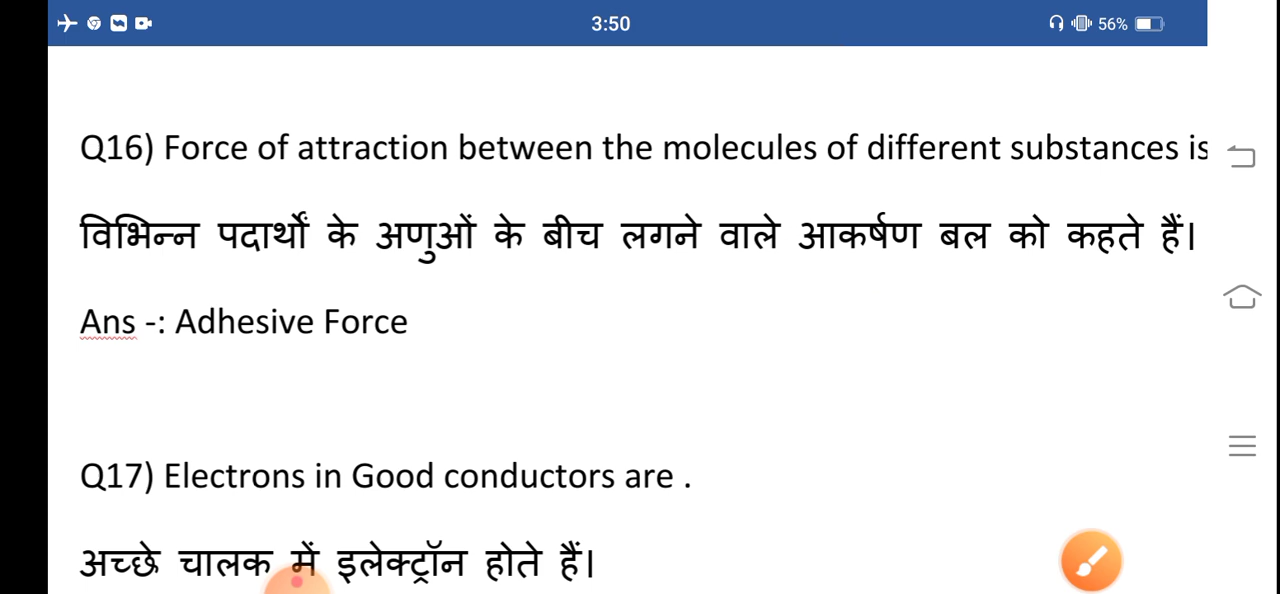 3:50
56%
Q16) Force of attraction between the molecules of different substances is
विभिन्न पदार्थों के अणुओं के बीच लगने वाले आकर्षण बल को कहते हैं।
Ans -: Adhesive Force
Q17) Electrons in Good conductors are .
अच्छे चालक में इलेक्ट्रॉन होते हैं।